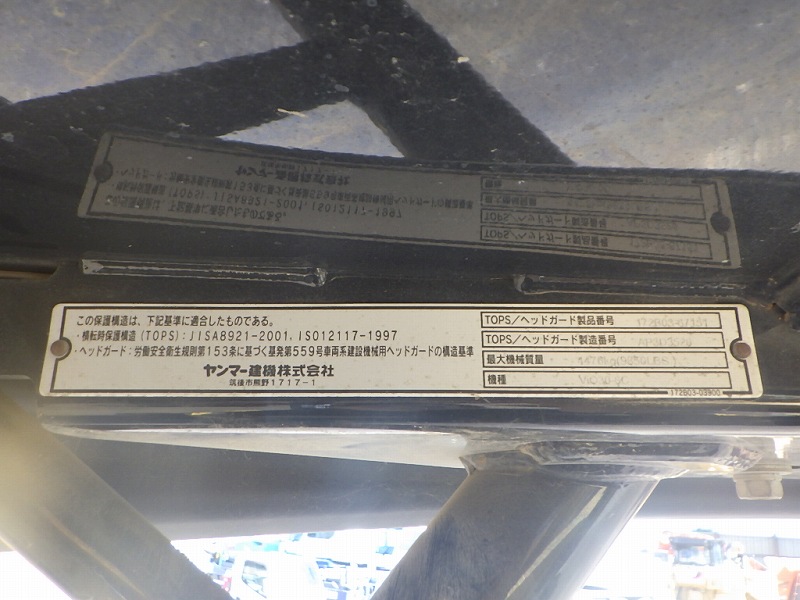 この保護構造は、下記基準に適合したものである。
・横転時保護構造(TOPS):JISA8921-2001,ISO12117-1997
・ヘッドガード:労働安全衛生規則第153条に基づく基発第559号車両系建設機械用ヘッドガードの構造基準
ヤンマー建機株式会社
筑後市熊野1717-1
TOPS/ヘッドガード製品番号
TOPS/ヘッドガード製造番号
最大機械質量
機種
172B03-03900